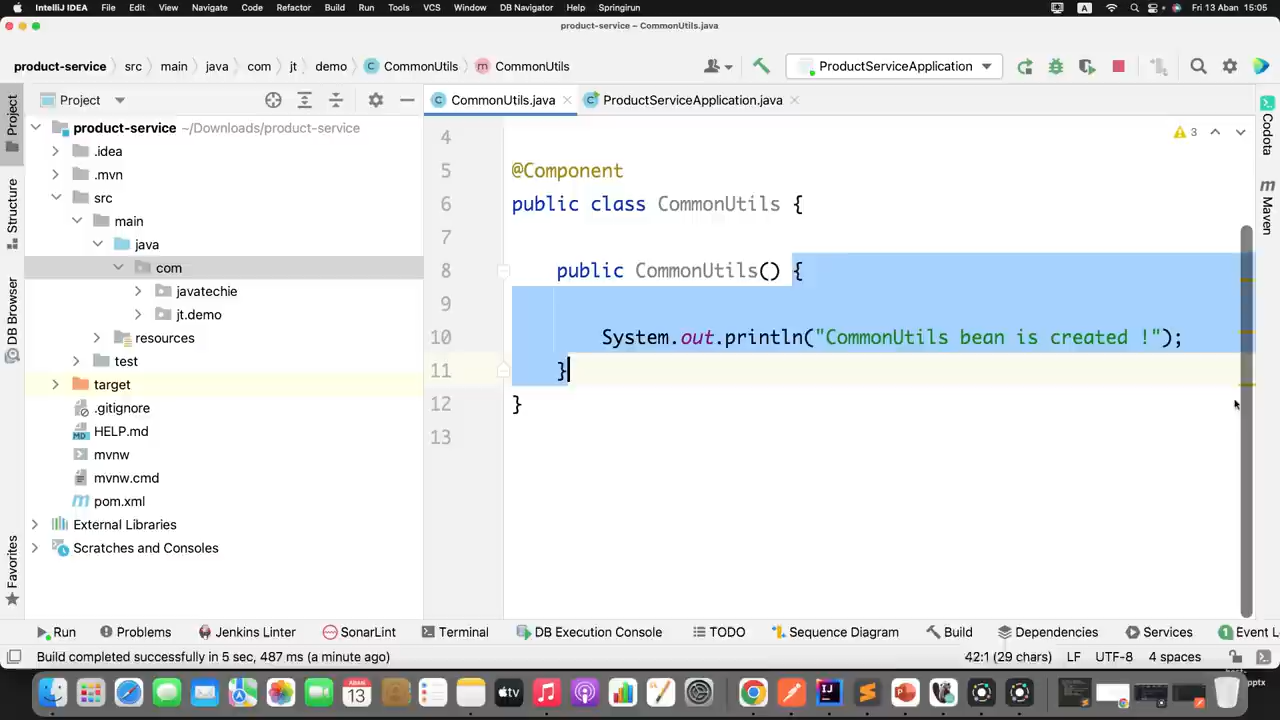 IntelliJ IDEA File Edit View Navigate Code Refactor Build Run Tools VCS Window DB Navigator Help Springirun A Fri 13 Aban 15:05
product-service – CommonUtils.java
product-service src main java com jt demo C CommonUtils m CommonUtils ProductServiceApplication
Project
Project
C CommonUtils.java C ProductServiceApplication.java
product-service ~/Downloads/product-service
.idea
.mvn
src
main
java
com
javatechie
jt.demo
resources
test
target
.gitignore
MD HELP.md
mvnw
mvnw.cmd
m pom.xml
External Libraries
Scratches and Consoles
Structure
DB Browser
Favorites
4
5 @Component
6 public class CommonUtils {
7
8 public CommonUtils() {
9
10 System.out.println("CommonUtils bean is created !");
11 }
12 }
13
3
Codota
m Maven
Run Problems Jenkins Linter SonarLint Terminal DB Execution Console TODO Sequence Diagram Build Dependencies Services 1 Event L
Build completed successfully in 5 sec, 487 ms (a minute ago) 42:1 (29 chars) LF UTF-8 4 spaces
ABAN
13
tv
IJ
pptx